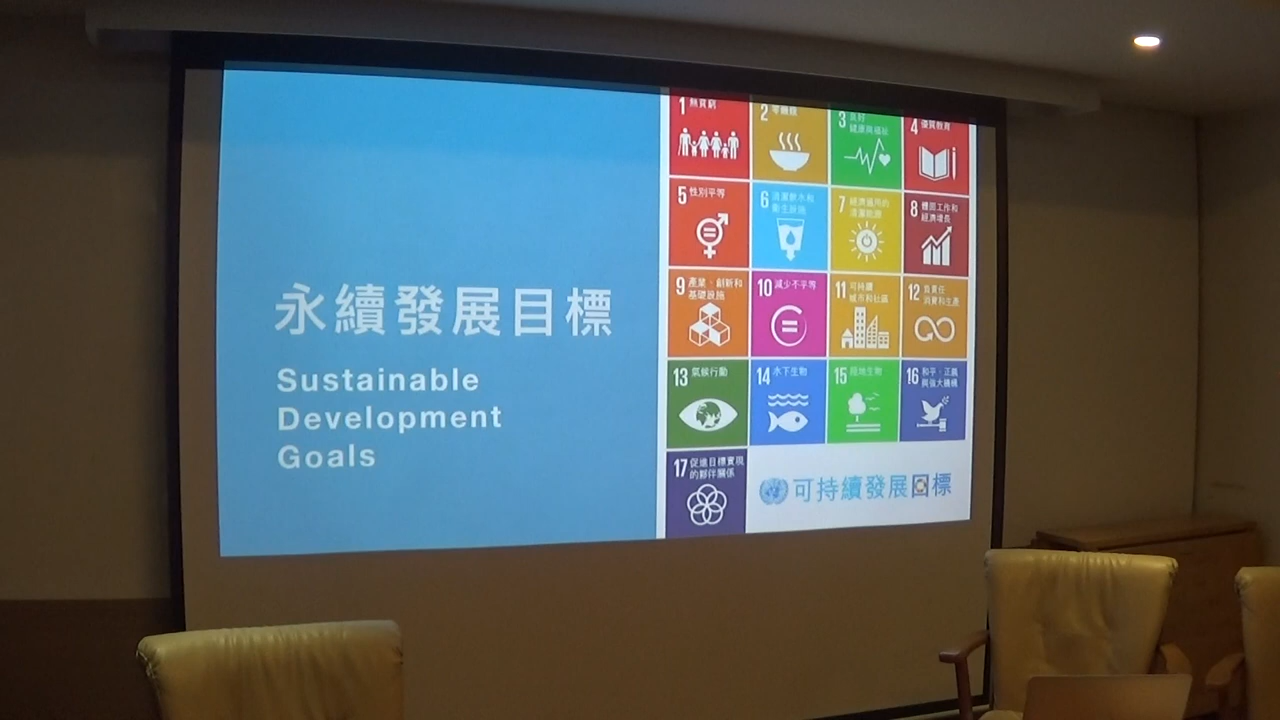 永續發展目標
Sustainable
Development
Goals
1 無貧窮
2 零飢餓
3 良好
健康與福祉
4 優質教育
5 性別平等
6 清潔飲水和
衛生設施
7 經濟適用的
清潔能源
8 體面工作和
經濟增長
9 產業、創新和
基礎設施
10 減少不平等
11 可持續
城市和社區
12 負責任
消費和生產
13 氣候行動
14 水下生物
15 陸地生物
16 和平、正義
與強大機構
17 促進目標實現
的夥伴關係
可持續發展目標